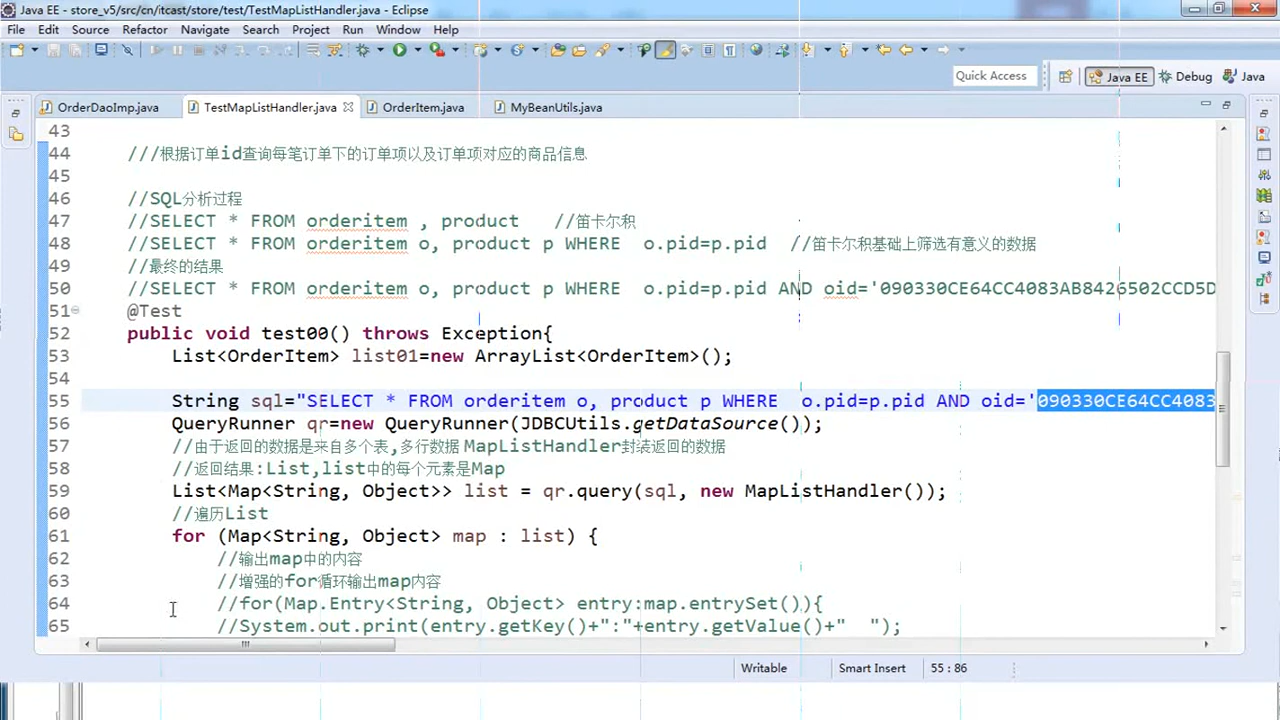 Java EE - store_v5/src/cn/itcast/store/test/TestMapListHandler.java - Eclipse
File Edit Source Refactor Navigate Search Project Run Window Help
Quick Access Java EE Debug Java
OrderDaoImp.java TestMapListHandler.java OrderItem.java MyBeanUtils.java
43
44 ///根据订单id查询每笔订单下的订单项以及订单项对应的商品信息
45
46 //SQL分析过程
47 //SELECT * FROM orderitem , product //笛卡尔积
48 //SELECT * FROM orderitem o, product p WHERE o.pid=p.pid //笛卡尔积基础上筛选有意义的数据
49 //最终的结果
50 //SELECT * FROM orderitem o, product p WHERE o.pid=p.pid AND oid='090330CE64CC4083AB8426502CCD5D
51 @Test
52 public void test00() throws Exception{
53 List<OrderItem> list01=new ArrayList<OrderItem>();
54
55 String sql="SELECT * FROM orderitem o, product p WHERE o.pid=p.pid AND oid='090330CE64CC4083
56 QueryRunner qr=new QueryRunner(JDBCUtils.getDataSource());
57 //由于返回的数据是来自多个表,多行数据 MapListHandler封装返回的数据
58 //返回结果:List,list中的每个元素是Map
59 List<Map<String, Object>> list = qr.query(sql, new MapListHandler());
60 //遍历List
61 for (Map<String, Object> map : list) {
62 //输出map中的内容
63 //增强的for循环输出map内容
64 //for(Map.Entry<String, Object> entry:map.entrySet()){
65 //System.out.print(entry.getKey()+":"+entry.getValue()+" ");
Writable Smart Insert 55 : 86